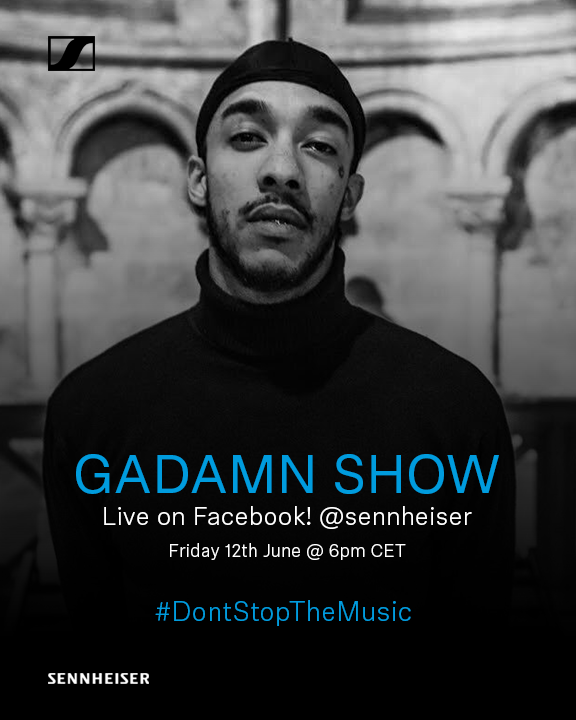 GADAMN SHOW
Live on Facebook! @sennheiser
Friday 12th June @ 6pm CET
#DontStopTheMusic
SENNHEISER